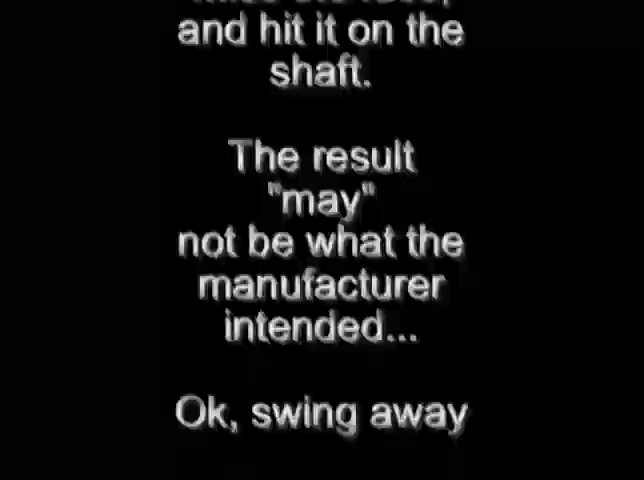 and hit it on the
shaft.
The result
"may"
not be what the
manufacturer
intended...
Ok, swing away